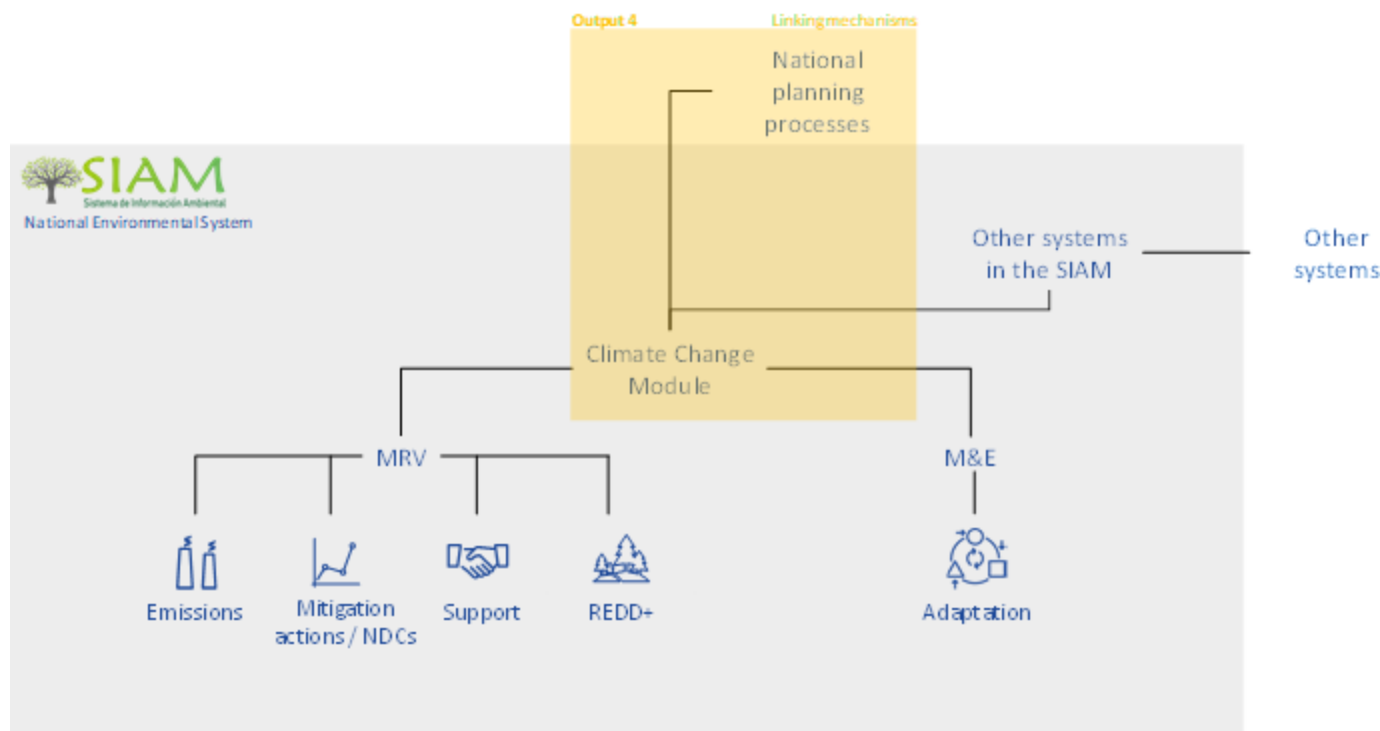 Output 4
Linking mechanisms
National
planning
processes
SIAM
Sistema de Información Ambiental
National Environmental System
Other systems
in the SIAM
Other
systems
Climate Change
Module
MRV
M&E
Emissions
Mitigation
actions / NDCs
Support
REDD+
Adaptation